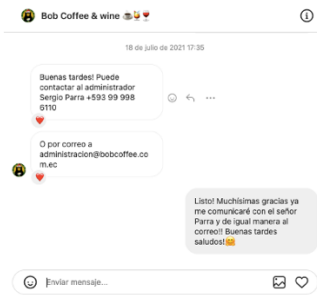 Bob Coffee & wine
18 de julio de 2021 17:35
Buenas tardes! Puede
contactar al administrador
Sergio Parra +593 99 998
6110
O por correo a
administracion@bobcoffee.co
m.ec
Listo! Muchísimas gracias ya
me comunicaré con el señor
Parra y de igual manera al
correo!! Buenas tardes
saludos!
Enviar mensaje...